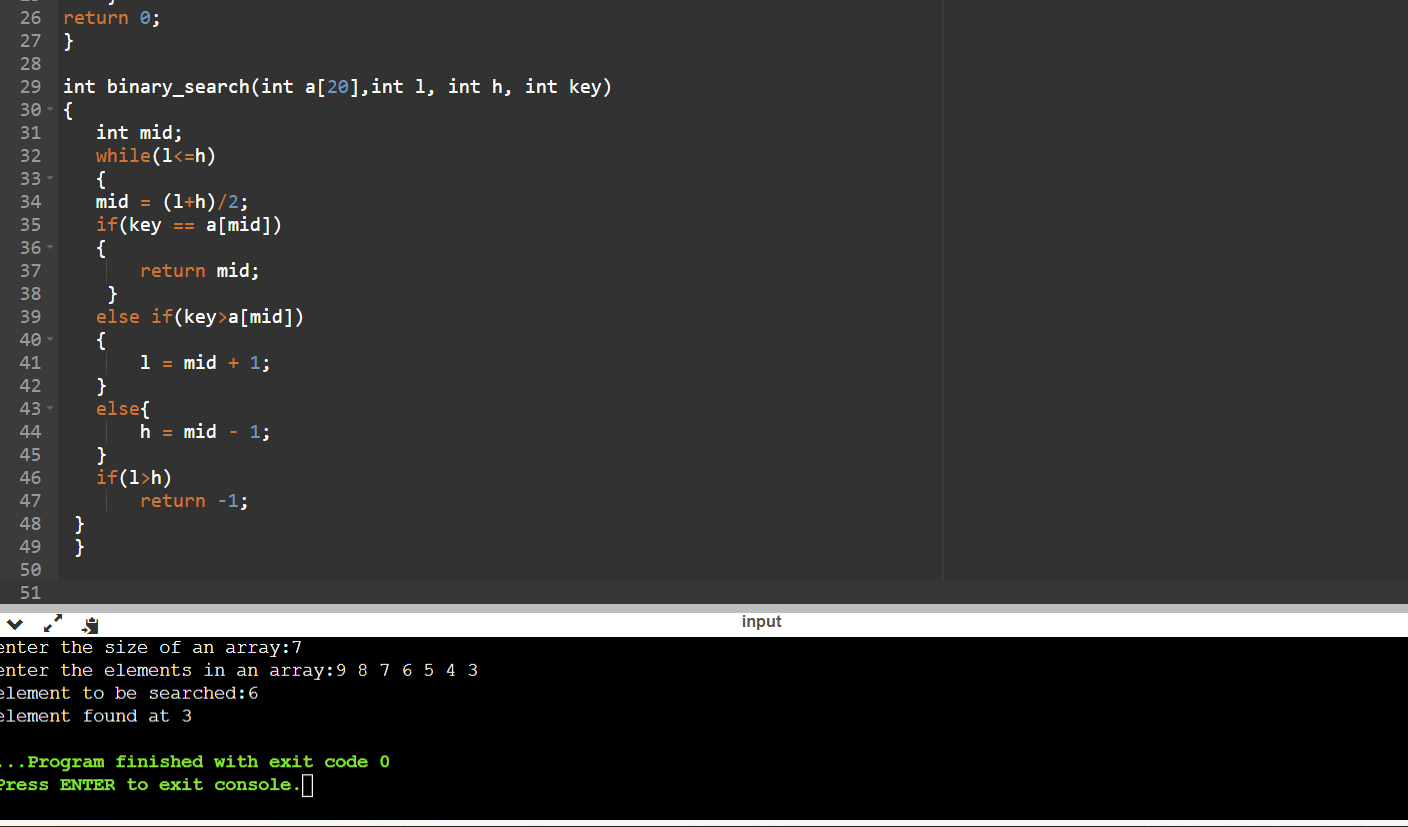 26 return 0;
27 }
28
29 int binary_search(int a[20],int l, int h, int key)
30 {
31 int mid;
32 while(l<=h)
33 {
34 mid = (l+h)/2;
35 if(key == a[mid])
36 {
37 return mid;
38 }
39 else if(key>a[mid])
40 {
41 l = mid + 1;
42 }
43 else{
44 h = mid - 1;
45 }
46 if(l>h)
47 return -1;
48 }
49 }
50
51
input
enter the size of an array:7
enter the elements in an array:9 8 7 6 5 4 3
element to be searched:6
element found at 3
...Program finished with exit code 0
Press ENTER to exit console.